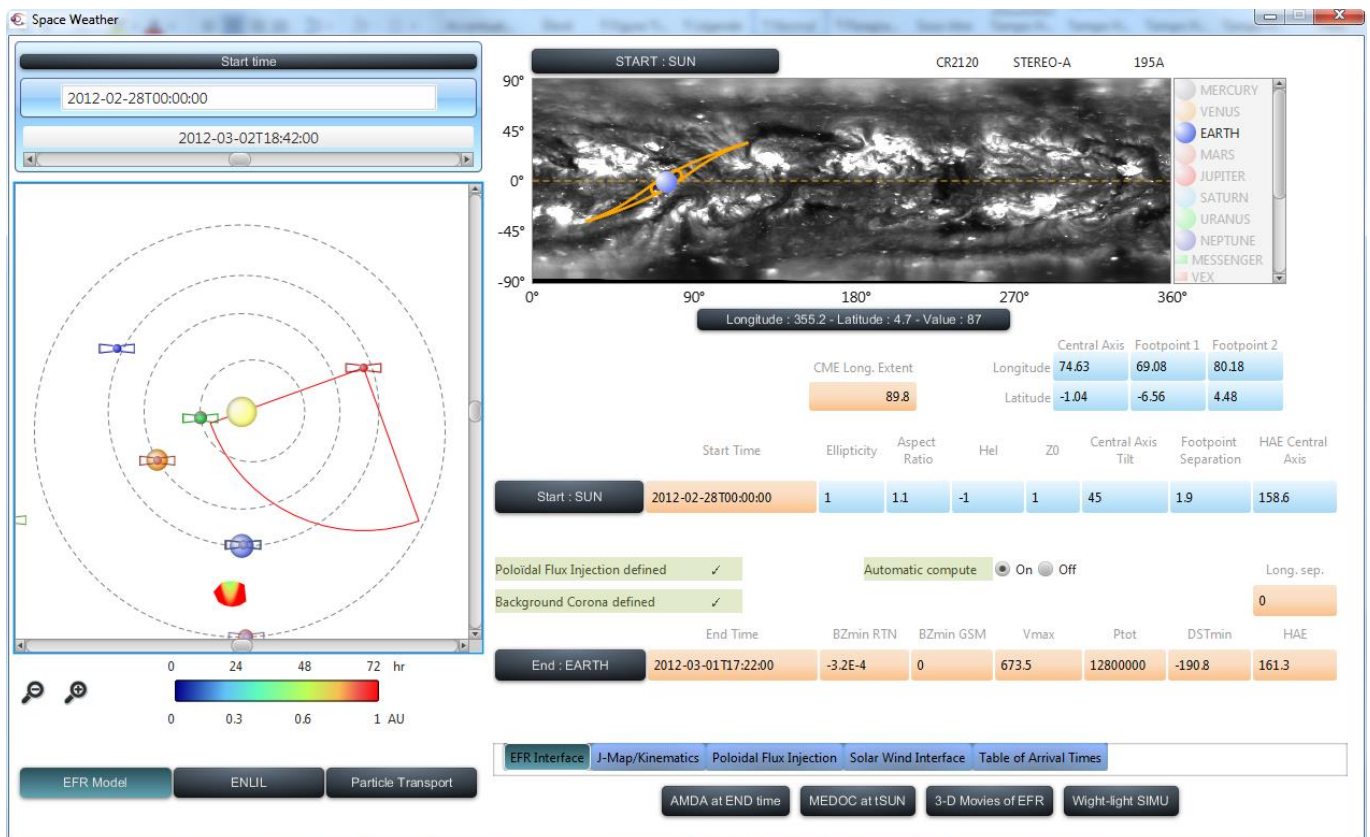 Space Weather
Start time
2012-02-28T00:00:00
2012-03-02T18:42:00
START : SUN
CR2120 STEREO-A 195A
90°
45°
0°
-45°
-90°
0° 90° 180° 270° 360°
MERCURY
VENUS
EARTH
MARS
JUPITER
SATURN
URANUS
NEPTUNE
MESSENGER
VEX
Longitude : 355.2 - Latitude : 4.7 - Value : 87
Central Axis Footpoint 1 Footpoint 2
CME Long. Extent Longitude 74.63 69.08 80.18
89.8 Latitude -1.04 -6.56 4.48
Start Time Ellipticity Aspect Ratio Hel Z0 Central Axis Tilt Footpoint Separation HAE Central Axis
Start : SUN 2012-02-28T00:00:00 1 1.1 -1 1 45 1.9 158.6
Poloïdal Flux Injection defined ✓ Automatic compute On Off Long. sep.
Background Corona defined ✓ 0
End Time BZmin RTN BZmin GSM Vmax Ptot DSTmin HAE
End : EARTH 2012-03-01T17:22:00 -3.2E-4 0 673.5 12800000 -190.8 161.3
0 24 48 72 hr
0 0.3 0.6 1 AU
EFR Model ENLIL Particle Transport
EFR Interface J-Map/Kinematics Poloidal Flux Injection Solar Wind Interface Table of Arrival Times
AMDA at END time MEDOC at tSUN 3-D Movies of EFR Wight-light SIMU